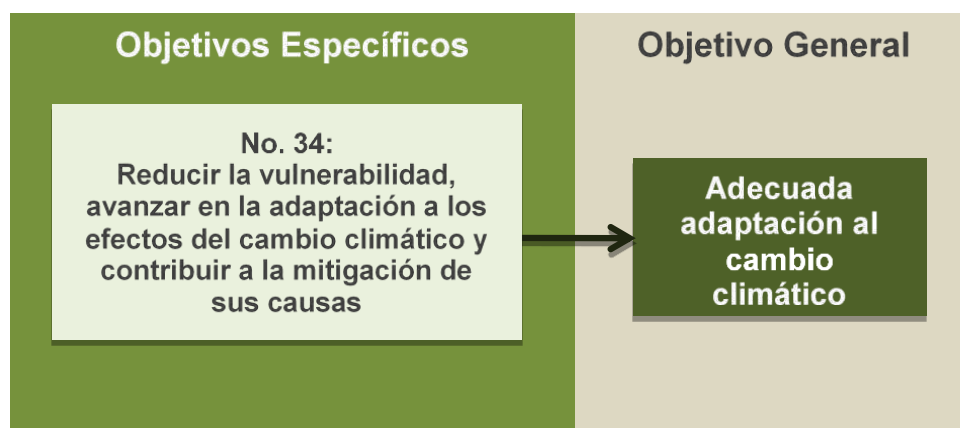 Objetivos Específicos
No. 34:
Reducir la vulnerabilidad,
avanzar en la adaptación a los
efectos del cambio climático y
contribuir a la mitigación de
sus causas
Objetivo General
Adecuada
adaptación al
cambio
climático